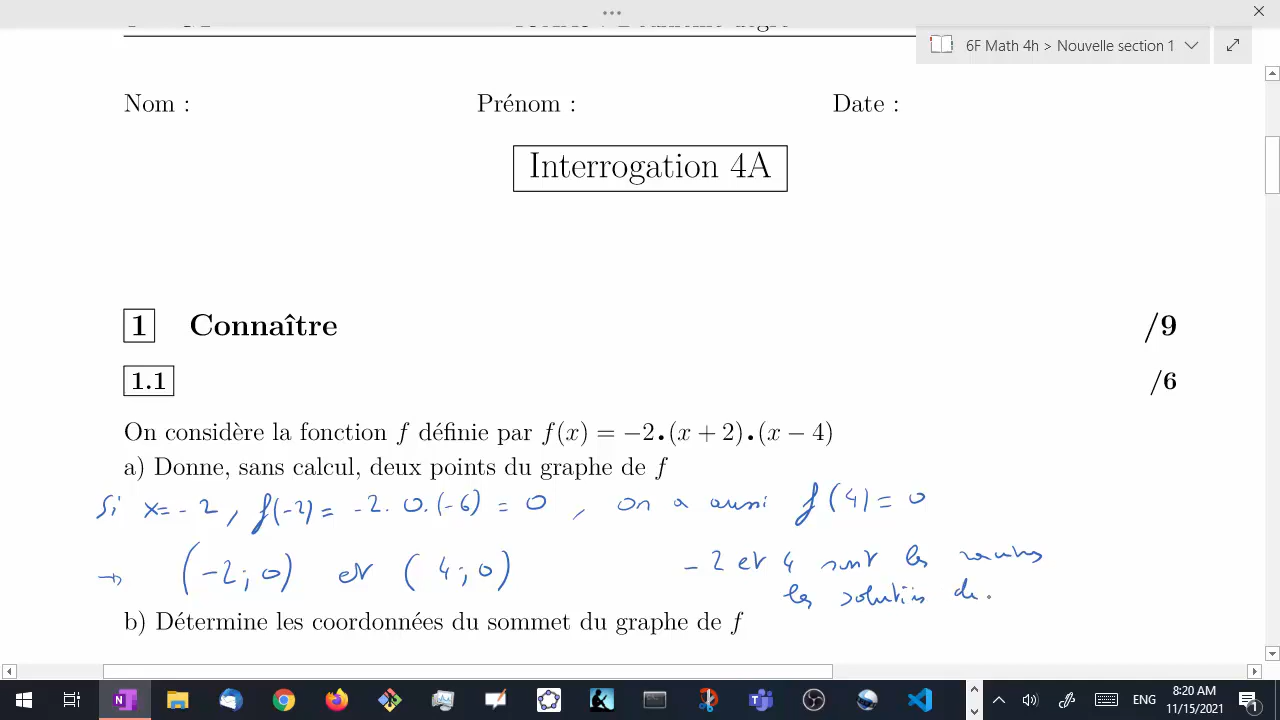 6F Math 4h > Nouvelle section 1
Nom : Prénom : Date :
Interrogation 4A
1 Connaître /9
1.1 /6
On considère la fonction f définie par f(x) = −2.(x + 2).(x − 4)
a) Donne, sans calcul, deux points du graphe de f
Si x = -2, f(-2) = -2. 0. (-6) = 0, on a aussi f(4) = 0
→ (-2; 0) et (4; 0) -2 et 4 sont les racines
les solutions de
b) Détermine les coordonnées du sommet du graphe de f
ENG 8:20 AM
11/15/2021 1